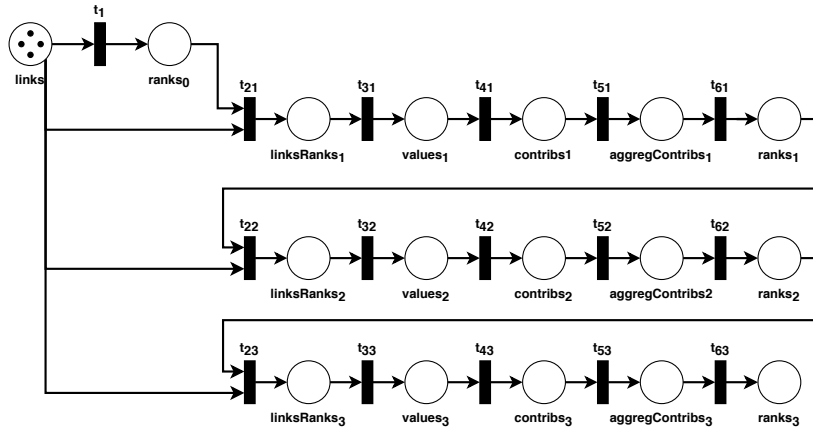 t1
links
ranks0
t21 t31 t41 t51 t61
linksRanks1 values1 contribs1 aggregContribs1 ranks1
t22 t32 t42 t52 t62
linksRanks2 values2 contribs2 aggregContribs2 ranks2
t23 t33 t43 t53 t63
linksRanks3 values3 contribs3 aggregContribs3 ranks3